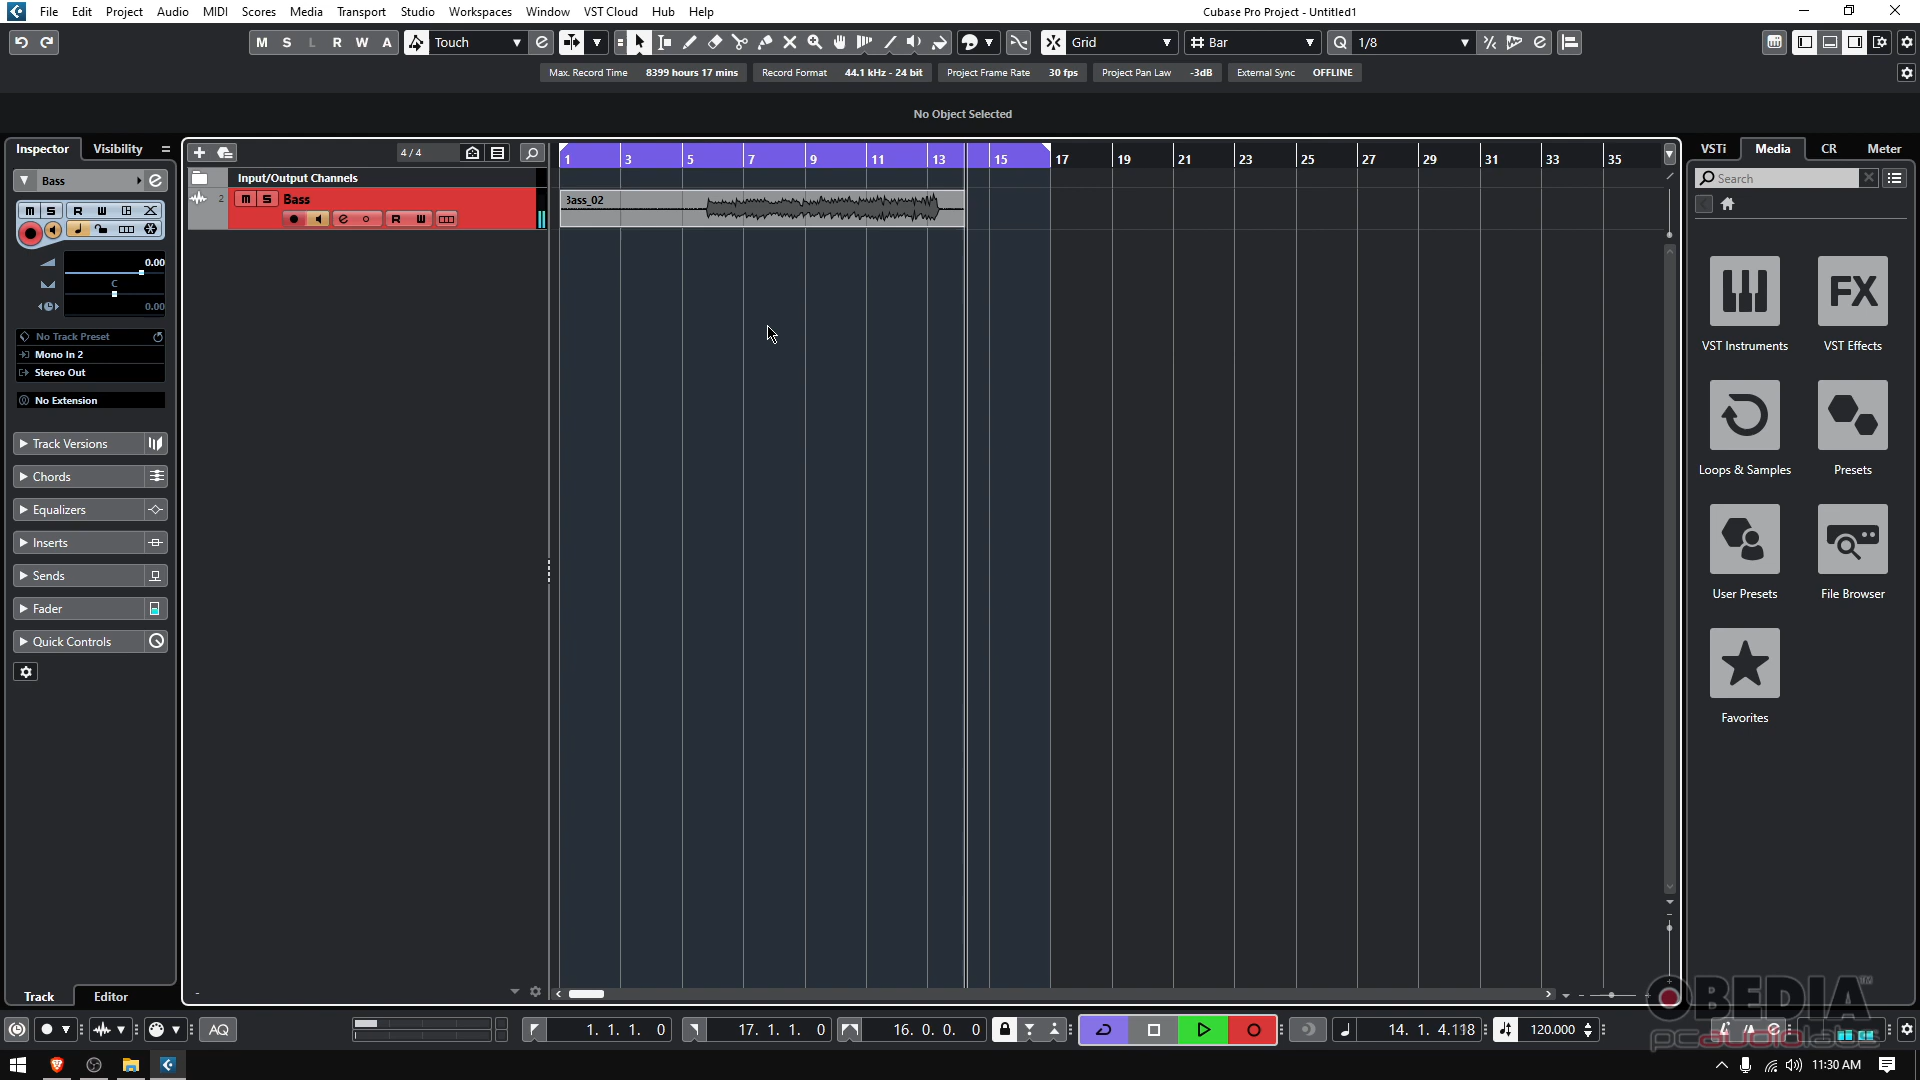 File Edit Project Audio MIDI Scores Media Transport Studio Workspaces Window VST Cloud Hub Help
Cubase Pro Project - Untitled1
M S L R W A Touch
Grid
Bar
Q 1/8
Max. Record Time 8399 hours 17 mins
Record Format 44.1 kHz - 24 bit
Project Frame Rate 30 fps
Project Pan Law -3dB
External Sync OFFLINE
No Object Selected
Inspector Visibility
Bass
M S R W
0.00
C
0.00
No Track Preset
Mono In 2
Stereo Out
No Extension
Track Versions
Chords
Equalizers
Inserts
Sends
Fader
Quick Controls
Track Editor
4/4
Input/Output Channels
2 M S Bass
R W
1 3 5 7 9 11 13 15 17 19 21 23 25 27 29 31 33 35
3ass_02
VSTi Media CR Meter
Search
VST Instruments
FX
VST Effects
Loops & Samples
Presets
User Presets
File Browser
Favorites
AQ
1. 1. 1. 0
17. 1. 1. 0
16. 0. 0. 0
14. 1. 4.118
120.000
OBEDIA™
pcaudiolabs
11:30 AM